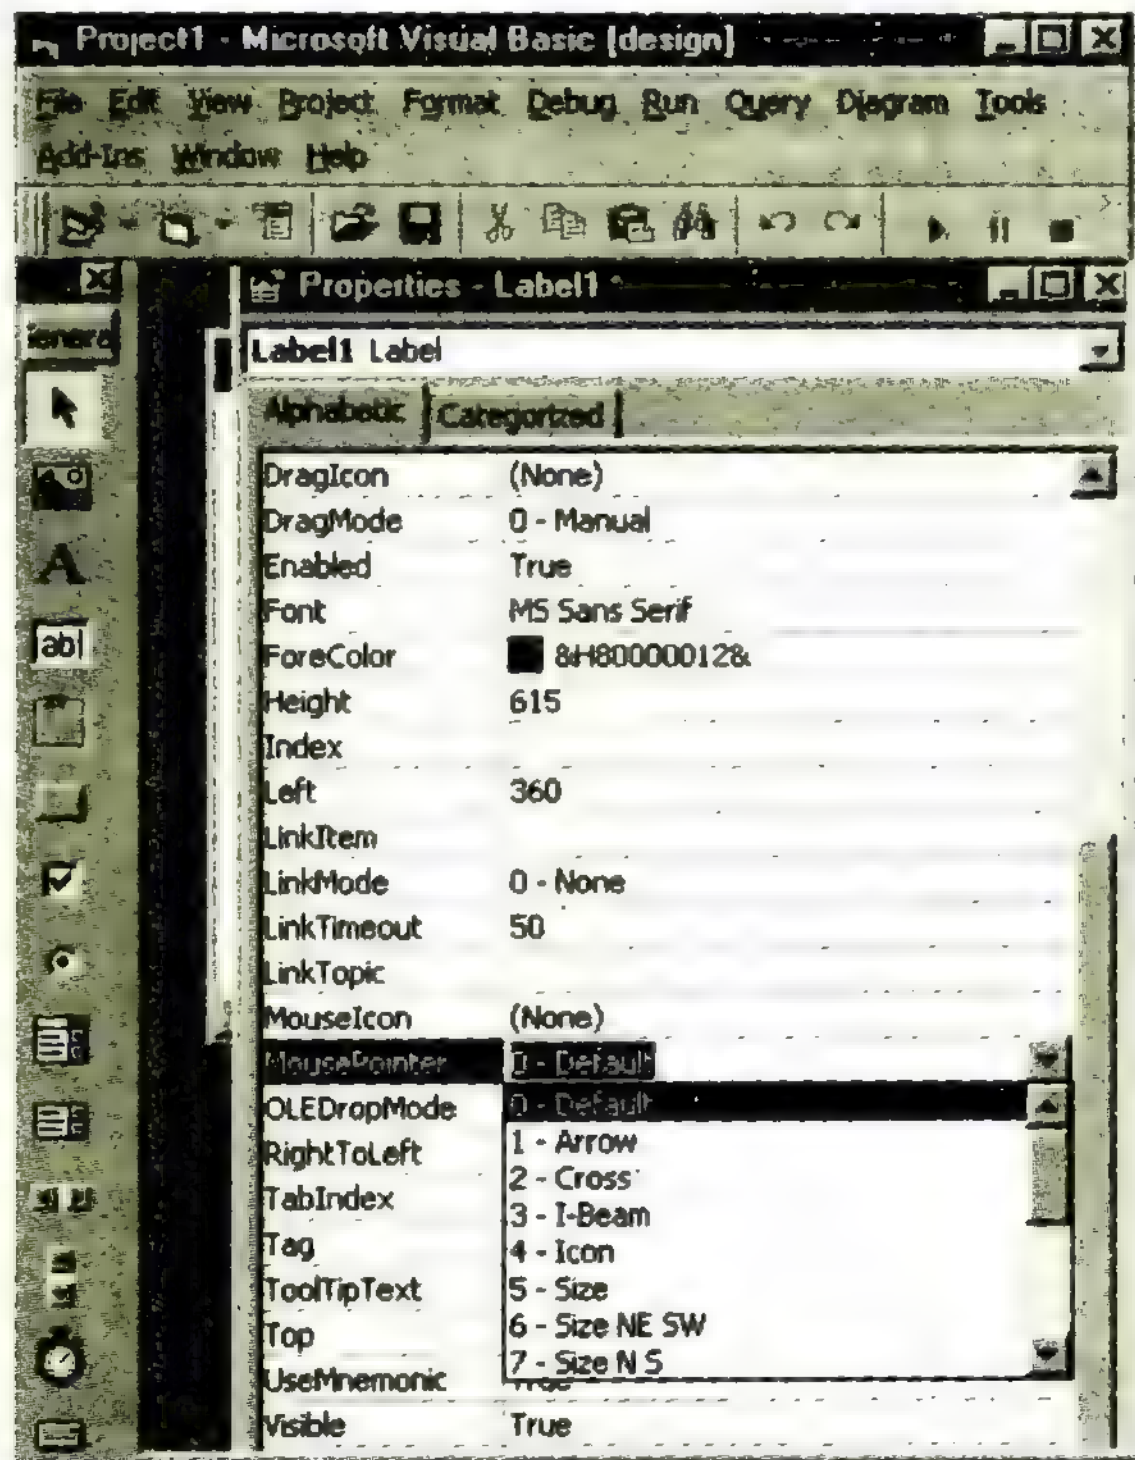 Project1 - Microsoft Visual Basic [design]
File Edit View Project Format Debug Run Query Diagram Tools
Add-Ins Window Help
Properties - Label1
Label1 Label
Alphabetic Categorized
DragIcon (None)
DragMode 0 - Manual
Enabled True
Font MS Sans Serif
ForeColor &H80000012&
Height 615
Index
Left 360
LinkItem
LinkMode 0 - None
LinkTimeout 50
LinkTopic
MouseIcon (None)
MousePointer 0 - Default
OLEDropMode 0 - Default
RightToLeft 1 - Arrow
2 - Cross
TabIndex 3 - I-Beam
Tag 4 - Icon
ToolTipText 5 - Size
Top 6 - Size NE SW
7 - Size N S
UseMnemonic True
Visible True
A
ab